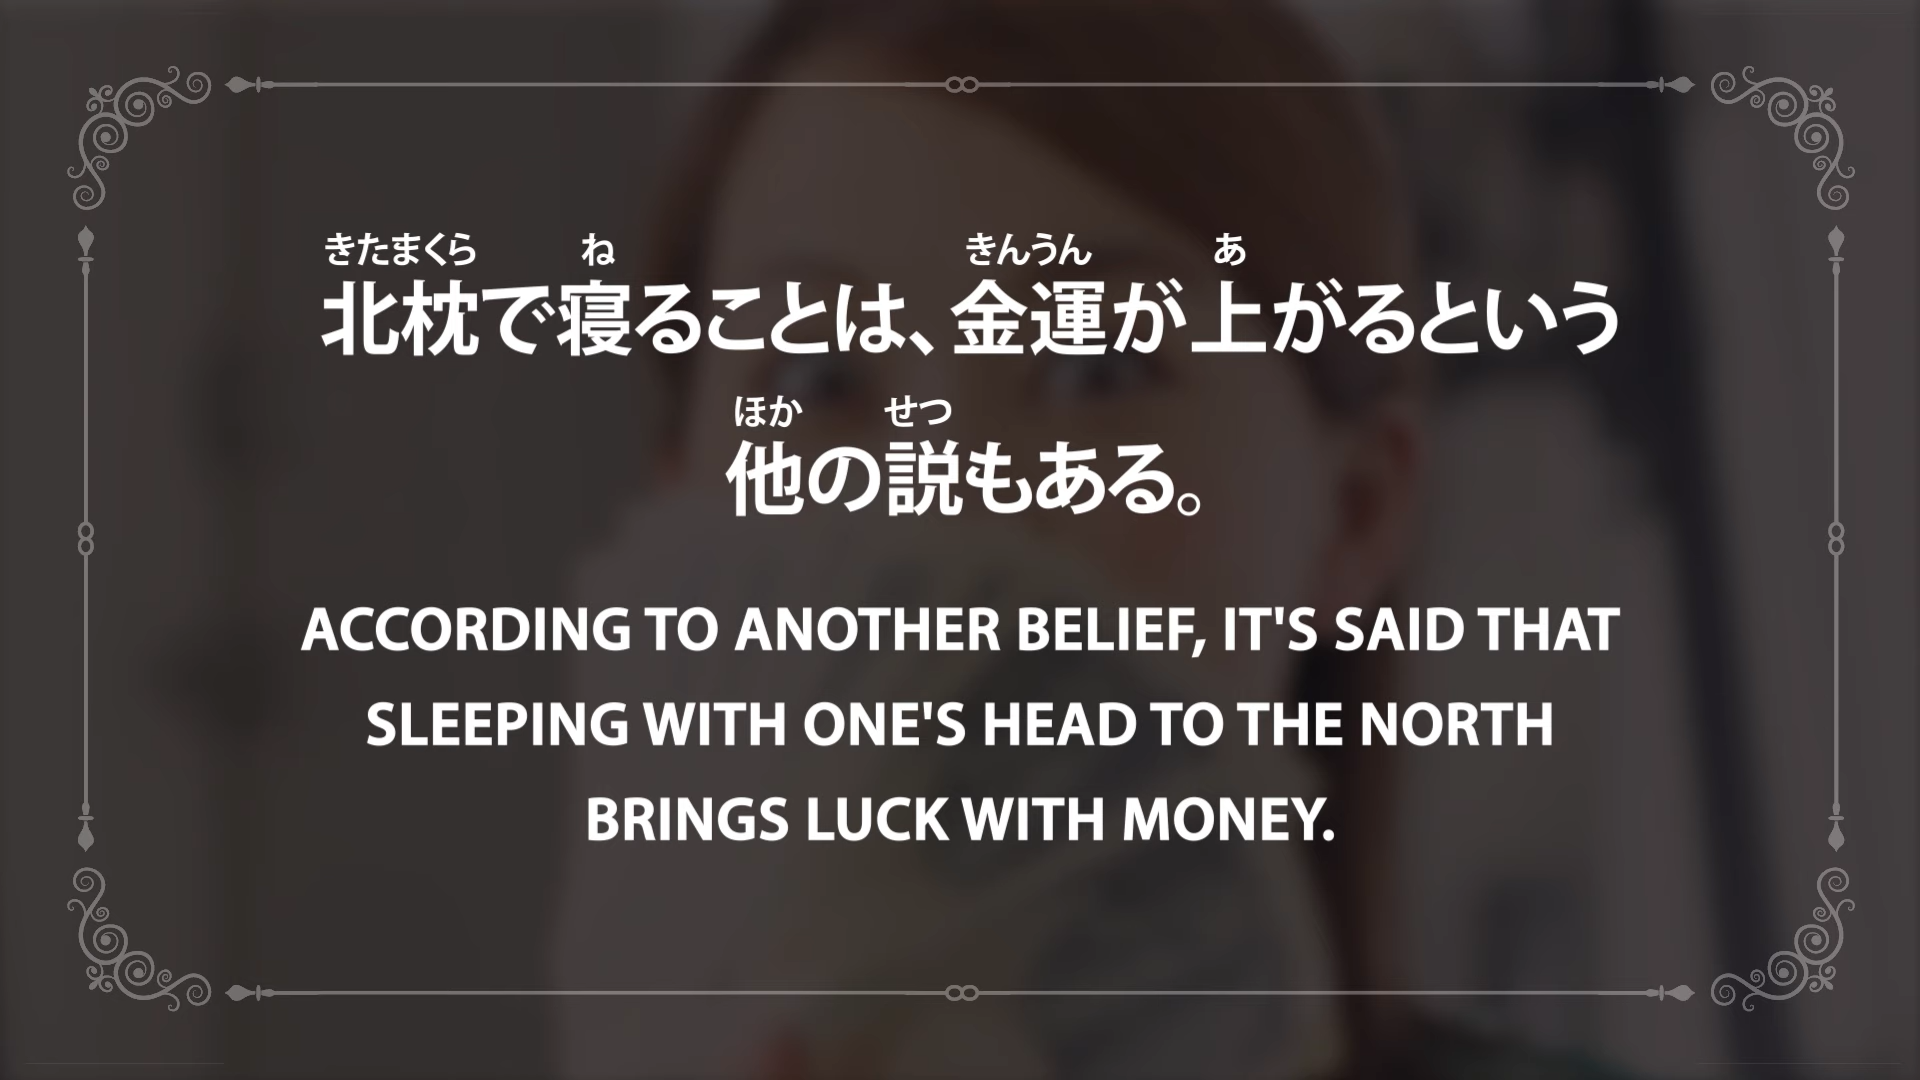 きたまくら ね きんうん あ
北枕で寝ることは、金運が上がるという
ほか せつ
他の説もある。
ACCORDING TO ANOTHER BELIEF, IT'S SAID THAT
SLEEPING WITH ONE'S HEAD TO THE NORTH
BRINGS LUCK WITH MONEY.